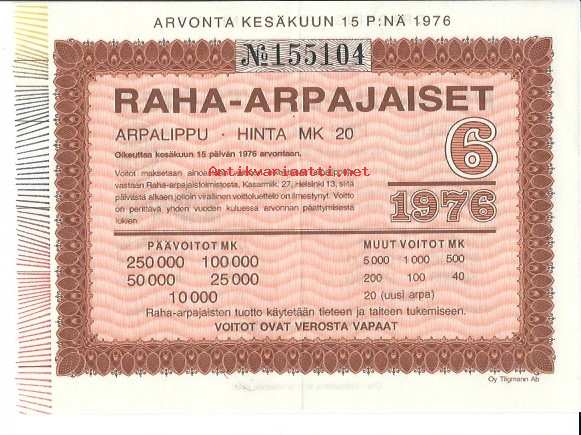 ARVONTA KESÄKUUN 15 P:NÄ 1976
№155104
RAHA-ARPAJAISET
ARPALIPPU · HINTA MK 20
6
1976
Oikeuttaa kesäkuun 15 päivän 1976 arvontaan.
Voitot maksetaan ainoa
Antikvariaatti.net
vastaan Raha-arpajaistoimistosta, Kasarmik. 27, Helsinki 13, siitä
päivästä alkaen jolloin virallinen voittoluettelo on ilmestynyt. Voitto
on perittävä yhden vuoden kuluessa arvonnan päättymisestä
lukien.
PÄÄVOITOT MK
250 000 100 000
50 000 25 000
10 000
MUUT VOITOT MK
5 000 1 000 500
200 100 40
20 (uusi arpa)
Raha-arpajaisten tuotto käytetään tieteen ja taiteen tukemiseen.
VOITOT OVAT VEROSTA VAPAAT
Oy Tilgmann Ab